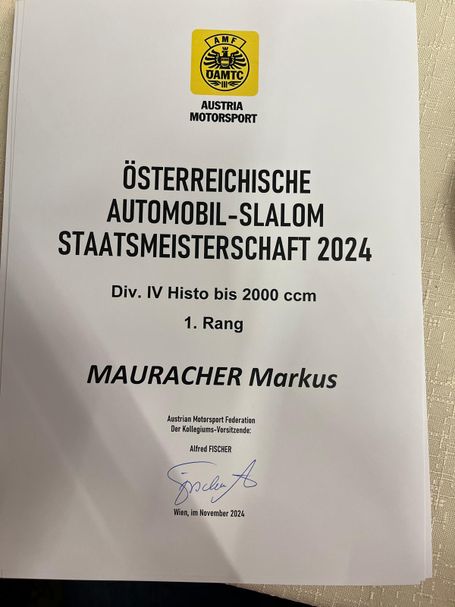 AMF
ÖAMTC
AUSTRIA
MOTORSPORT
ÖSTERREICHISCHE
AUTOMOBIL-SLALOM
STAATSMEISTERSCHAFT 2024
Div. IV Histo bis 2000 ccm
1. Rang
MAURACHER Markus
Austrian Motorsport Federation
Der Kollegiums-Vorsitzende:
Alfred FISCHER
Fischer A
Wien, im November 2024